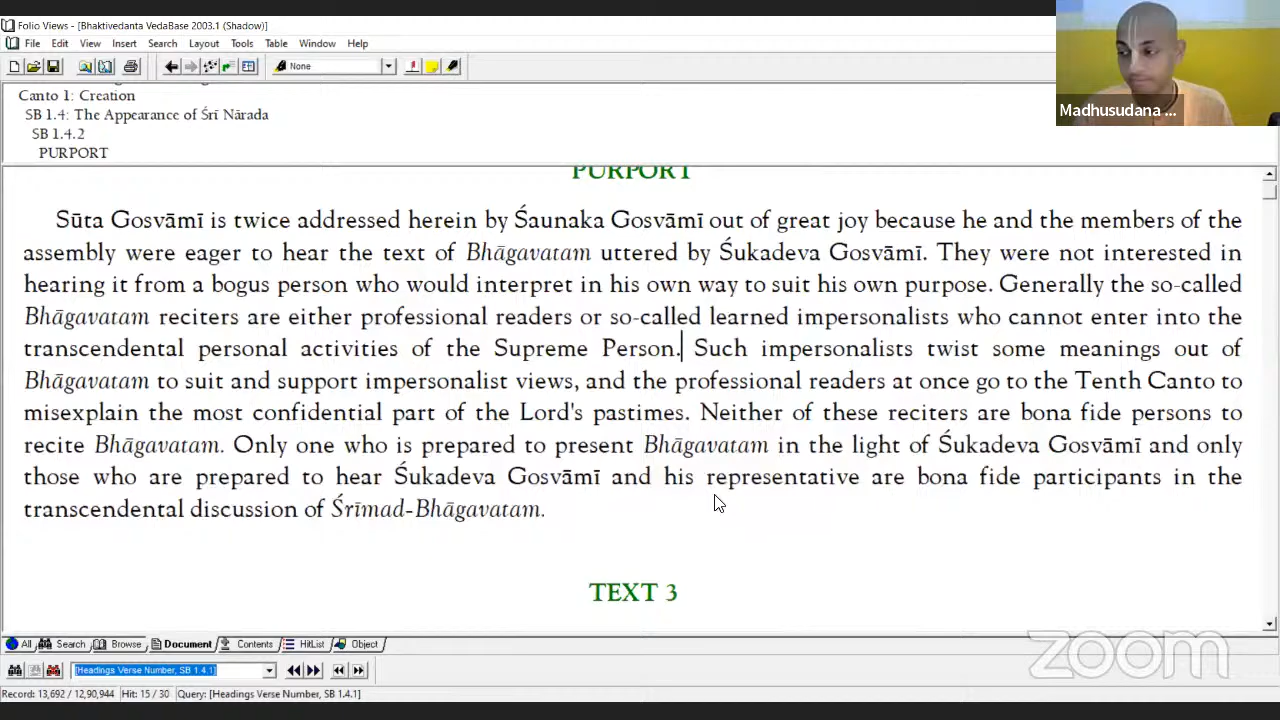 Folio Views - [Bhaktivedanta VedaBase 2003.1 (Shadow)]
File Edit View Insert Search Layout Tools Table Window Help
None
Canto 1: Creation
SB 1.4: The Appearance of Śrī Nārada
SB 1.4.2
PURPORT
Madhusudana ...
PURPORT
Sūta Gosvāmī is twice addressed herein by Śaunaka Gosvāmī out of great joy because he and the members of the
assembly were eager to hear the text of Bhāgavatam uttered by Śukadeva Gosvāmī. They were not interested in
hearing it from a bogus person who would interpret in his own way to suit his own purpose. Generally the so-called
Bhāgavatam reciters are either professional readers or so-called learned impersonalists who cannot enter into the
transcendental personal activities of the Supreme Person. Such impersonalists twist some meanings out of
Bhāgavatam to suit and support impersonalist views, and the professional readers at once go to the Tenth Canto to
misexplain the most confidential part of the Lord's pastimes. Neither of these reciters are bona fide persons to
recite Bhāgavatam. Only one who is prepared to present Bhāgavatam in the light of Śukadeva Gosvāmī and only
those who are prepared to hear Śukadeva Gosvāmī and his representative are bona fide participants in the
transcendental discussion of Śrīmad-Bhāgavatam.
TEXT 3
All Search Browse Document Contents HitList Object
[Headings Verse Number, SB 1.4.1]
zoom
Record: 13,692 / 12,90,944 Hit: 15 / 30 Query: [Headings Verse Number, SB 1.4.1]